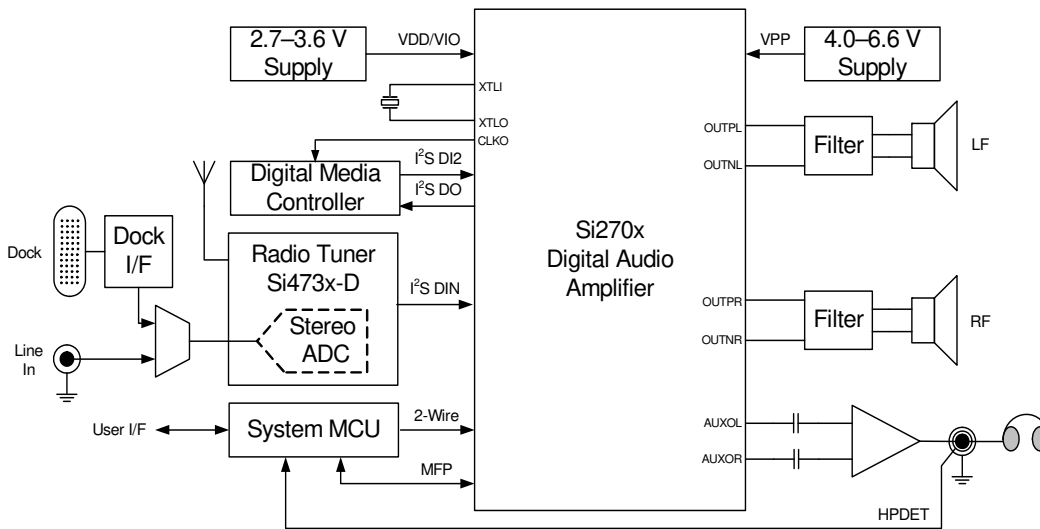 2.7–3.6 V
Supply
VDD/VIO
VPP
4.0–6.6 V
Supply
XTLI
XTLO
CLKO
Digital Media
Controller
I²S DI2
I²S DO
OUTPL
OUTNL
Filter
LF
Si270x
Digital Audio
Amplifier
Dock
Dock
I/F
Radio Tuner
Si473x-D
I²S DIN
Stereo
ADC
Line
In
OUTPR
OUTNR
Filter
RF
User I/F
System MCU
2-Wire
MFP
AUXOL
AUXOR
HPDET